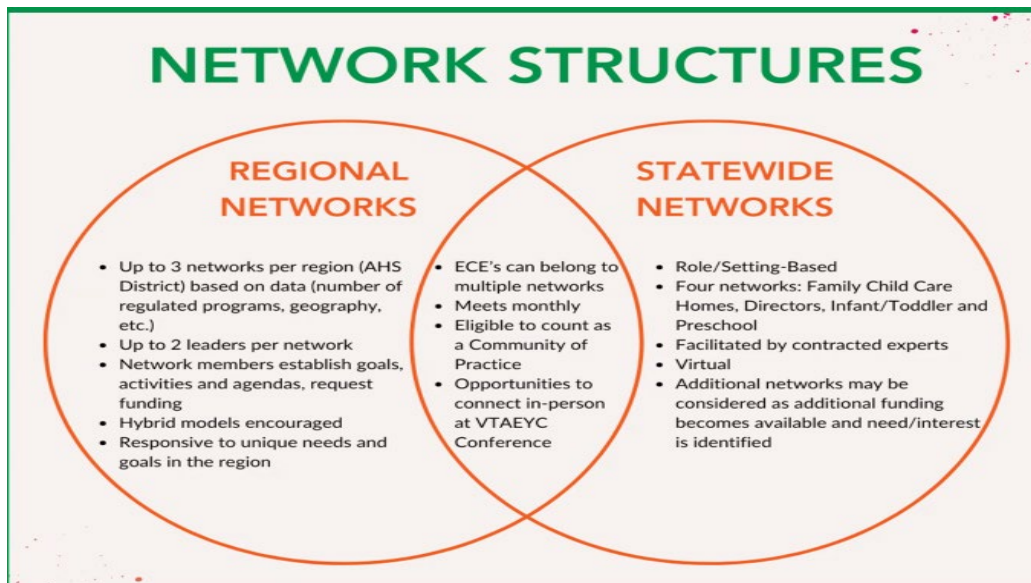 NETWORK STRUCTURES
REGIONAL
NETWORKS
• Up to 3 networks per region (AHS
District) based on data (number of
regulated programs, geography,
etc.)
• Up to 2 leaders per network
• Network members establish goals,
activities and agendas, request
funding
• Hybrid models encouraged
• Responsive to unique needs and
goals in the region
• ECE's can belong to
multiple networks
• Meets monthly
• Eligible to count as
a Community of
Practice
• Opportunities to
connect in-person
at VTAEYC
Conference
STATEWIDE
NETWORKS
• Role/Setting-Based
• Four networks: Family Child Care
Homes, Directors, Infant/Toddler and
Preschool
• Facilitated by contracted experts
• Virtual
• Additional networks may be
considered as additional funding
becomes available and need/interest
is identified